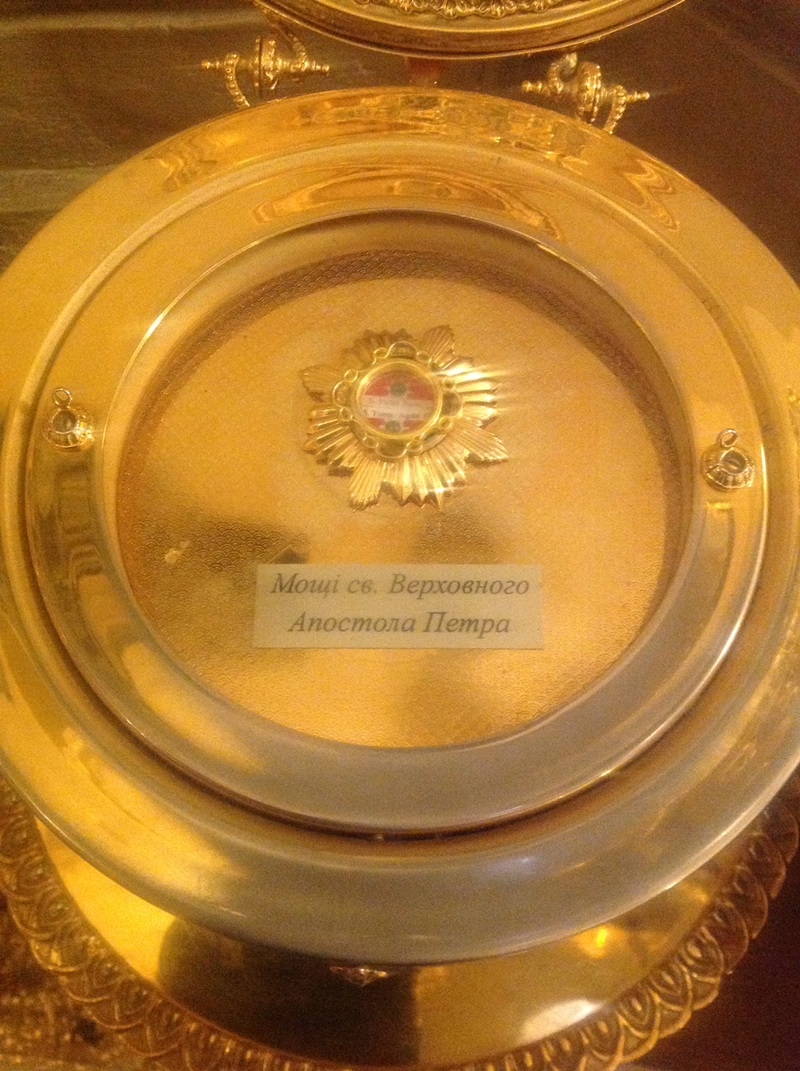 Мощі св. Верховного
Апостола Петра